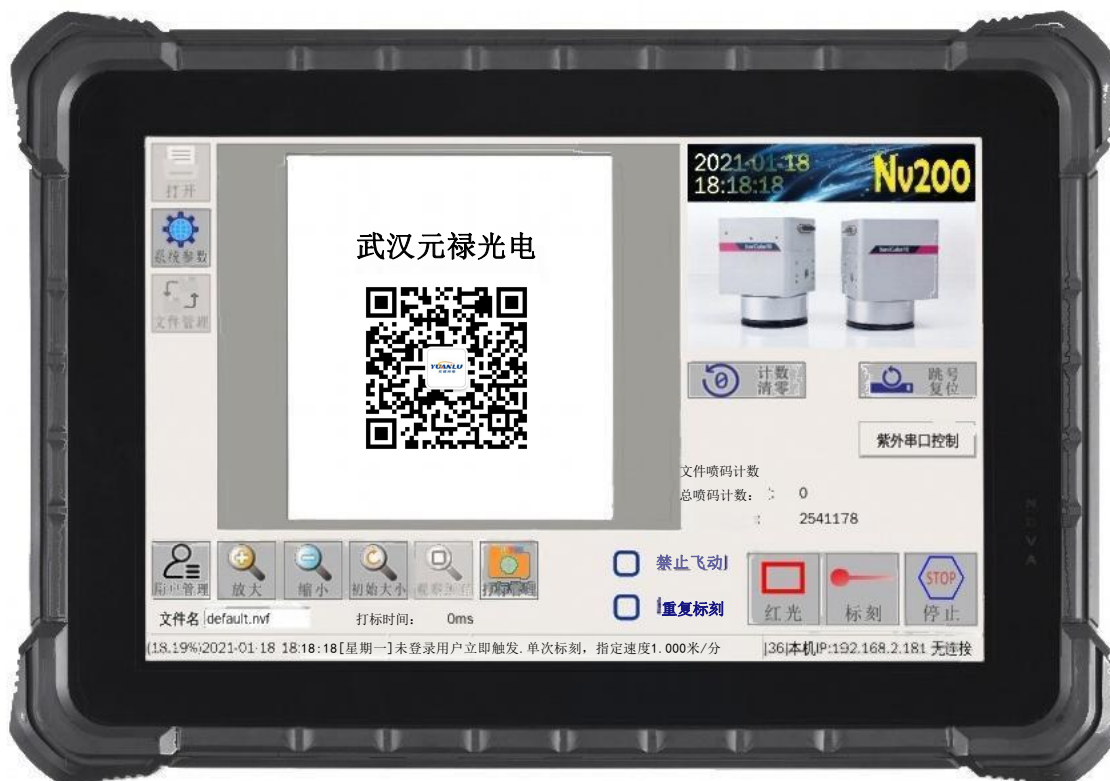 打开
系统参数
文件管理
武汉元禄光电
YUANLU
2021-01-18
18:18:18
Nv200
计数
清零
跳号
复位
紫外串口控制
文件喷码计数
总喷码计数: : 0
: 2541178
用户管理
放大
缩小
初始大小
禁止飞动
重复标刻
红光
标刻
STOP
停止
文件名 default.nvf
打标时间: 0ms
(18.19%)2021-01-18 18:18:18[星期一]未登录用户立即触发.单次标刻，指定速度1.000米/分
|36|本机IP:192.168.2.181 无连接
NOVA